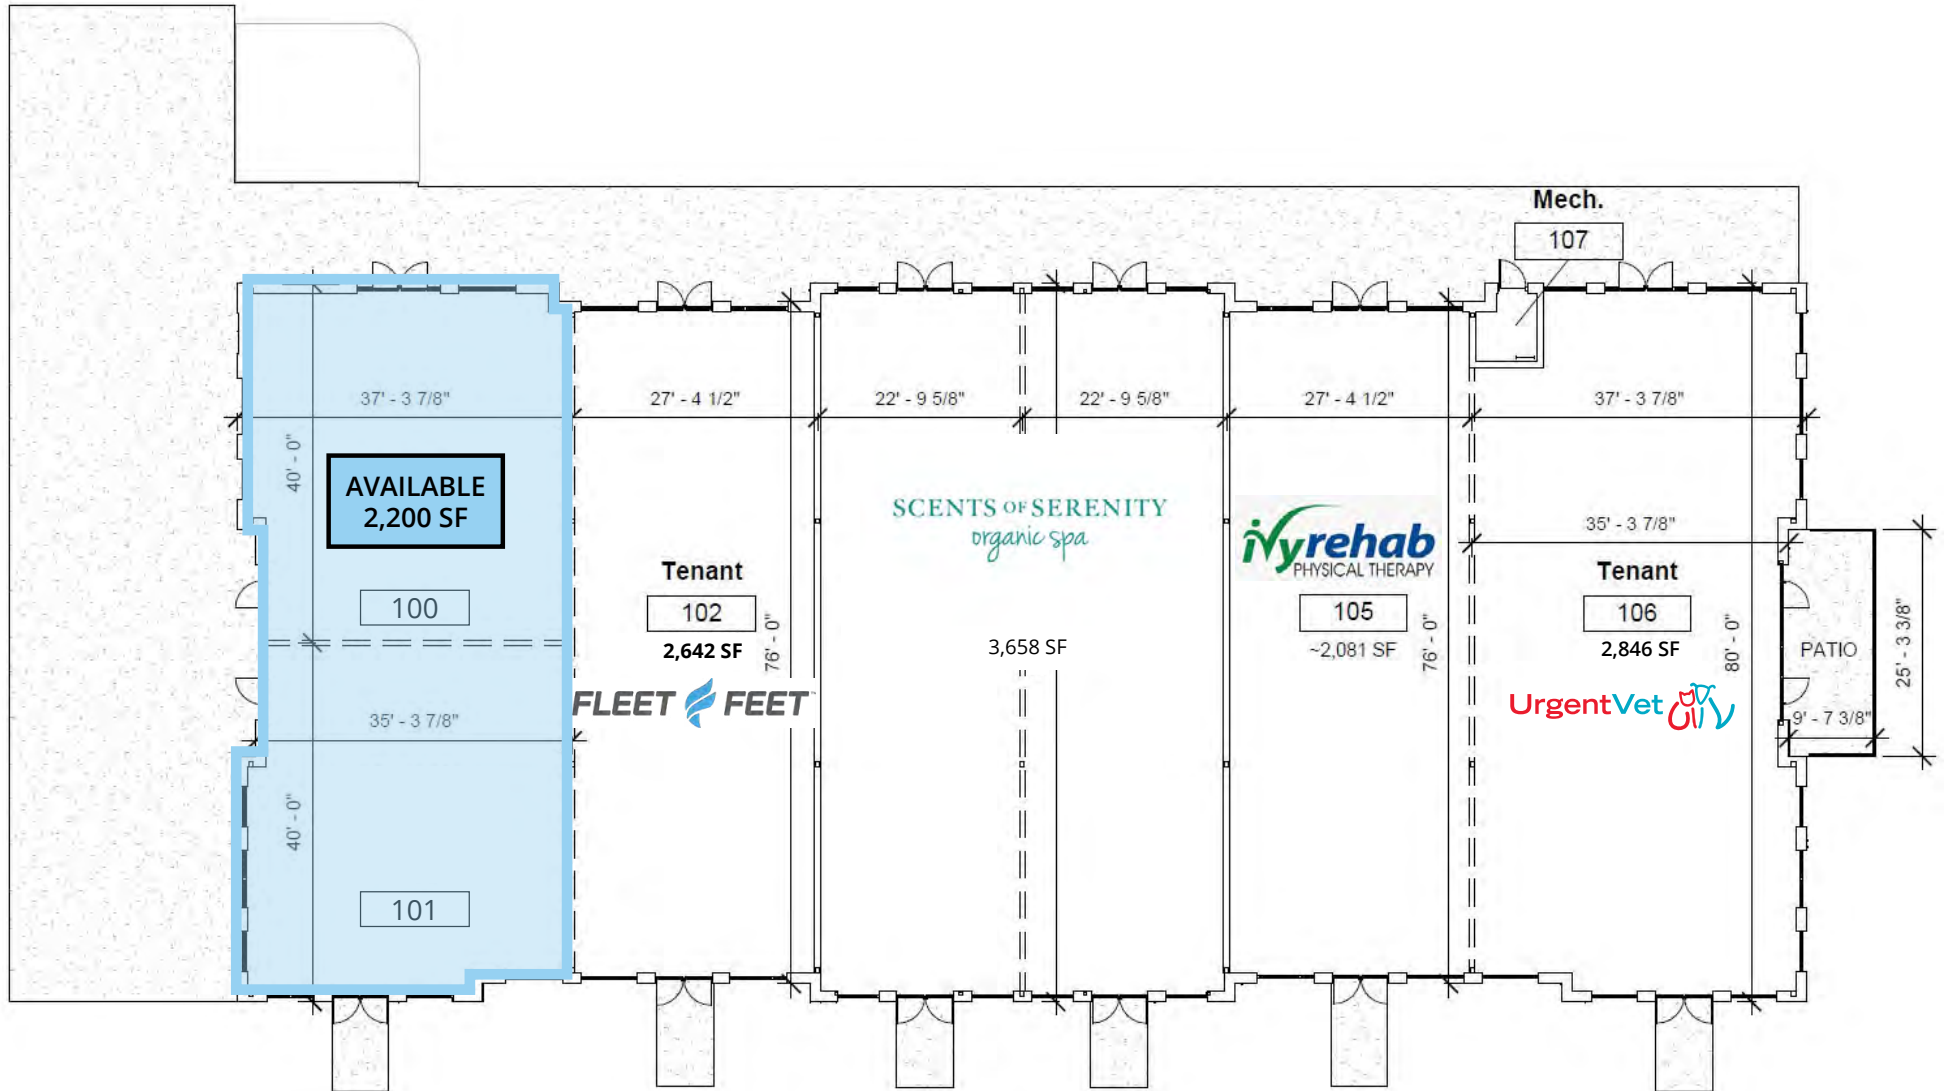 Mech.
107
37' - 3 7/8"
27' - 4 1/2"
22' - 9 5/8"
22' - 9 5/8"
27' - 4 1/2"
37' - 3 7/8"
40' - 0"
AVAILABLE
2,200 SF
100
35' - 3 7/8"
40' - 0"
101
Tenant
102
2,642 SF
76' - 0"
FLEET FEET
SCENTS OF SERENITY
organic spa
3,658 SF
ivyrehab
PHYSICAL THERAPY
105
~2,081 SF
76' - 0"
35' - 3 7/8"
Tenant
106
2,846 SF
80' - 0"
UrgentVet
PATIO
9' - 7 3/8"
25' - 3 3/8"